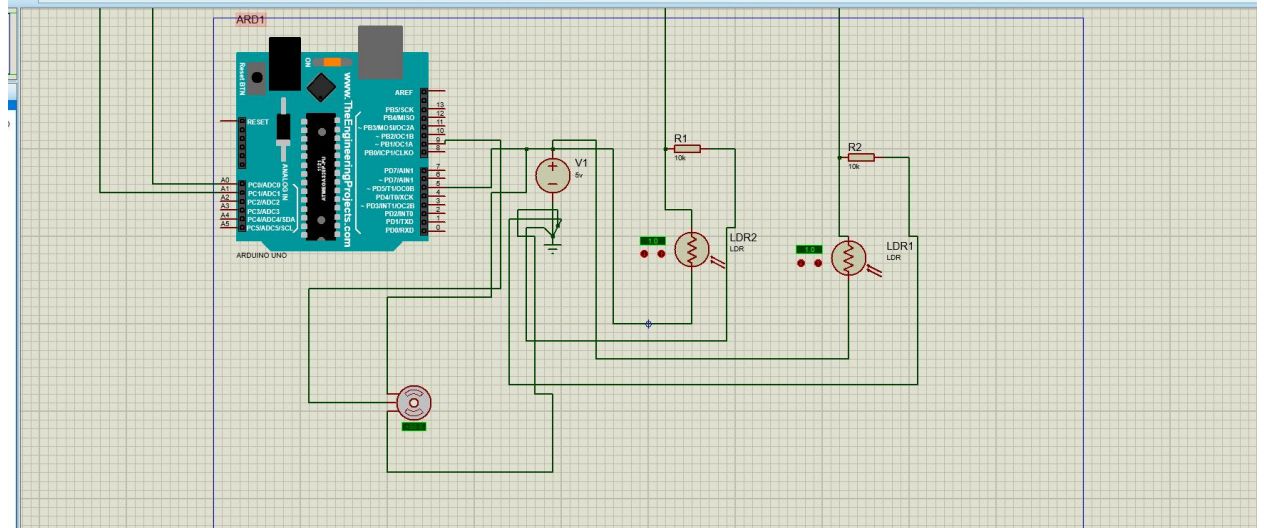 ARD1
Reset BTN
ON
www.TheEngineeringProjects.com
ANALOG IN
RESET
A0
A1
A2
A3
A4
A5
PC0/ADC0
PC1/ADC1
PC2/ADC2
PC3/ADC3
PC4/ADC4/SDA
PC5/ADC5/SCL
AREF
PB5/SCK
PB4/MISO
~ PB3/MOSI/OC2A
~ PB2/OC1B
~ PB1/OC1A
PB0/ICP1/CLKO
PD7/AIN1
~ PD7/AIN1
~ PD5/T1/OC0B
PD4/T0/XCK
~ PD3/INT1/OC2B
PD2/INT0
PD1/TXD
PD0/RXD
13
12
11
10
9
8
7
6
5
4
3
2
1
0
ARDUINO UNO
V1
5v
R1
10k
R2
10k
LDR2
LDR
LDR1
LDR
1.0
1.0